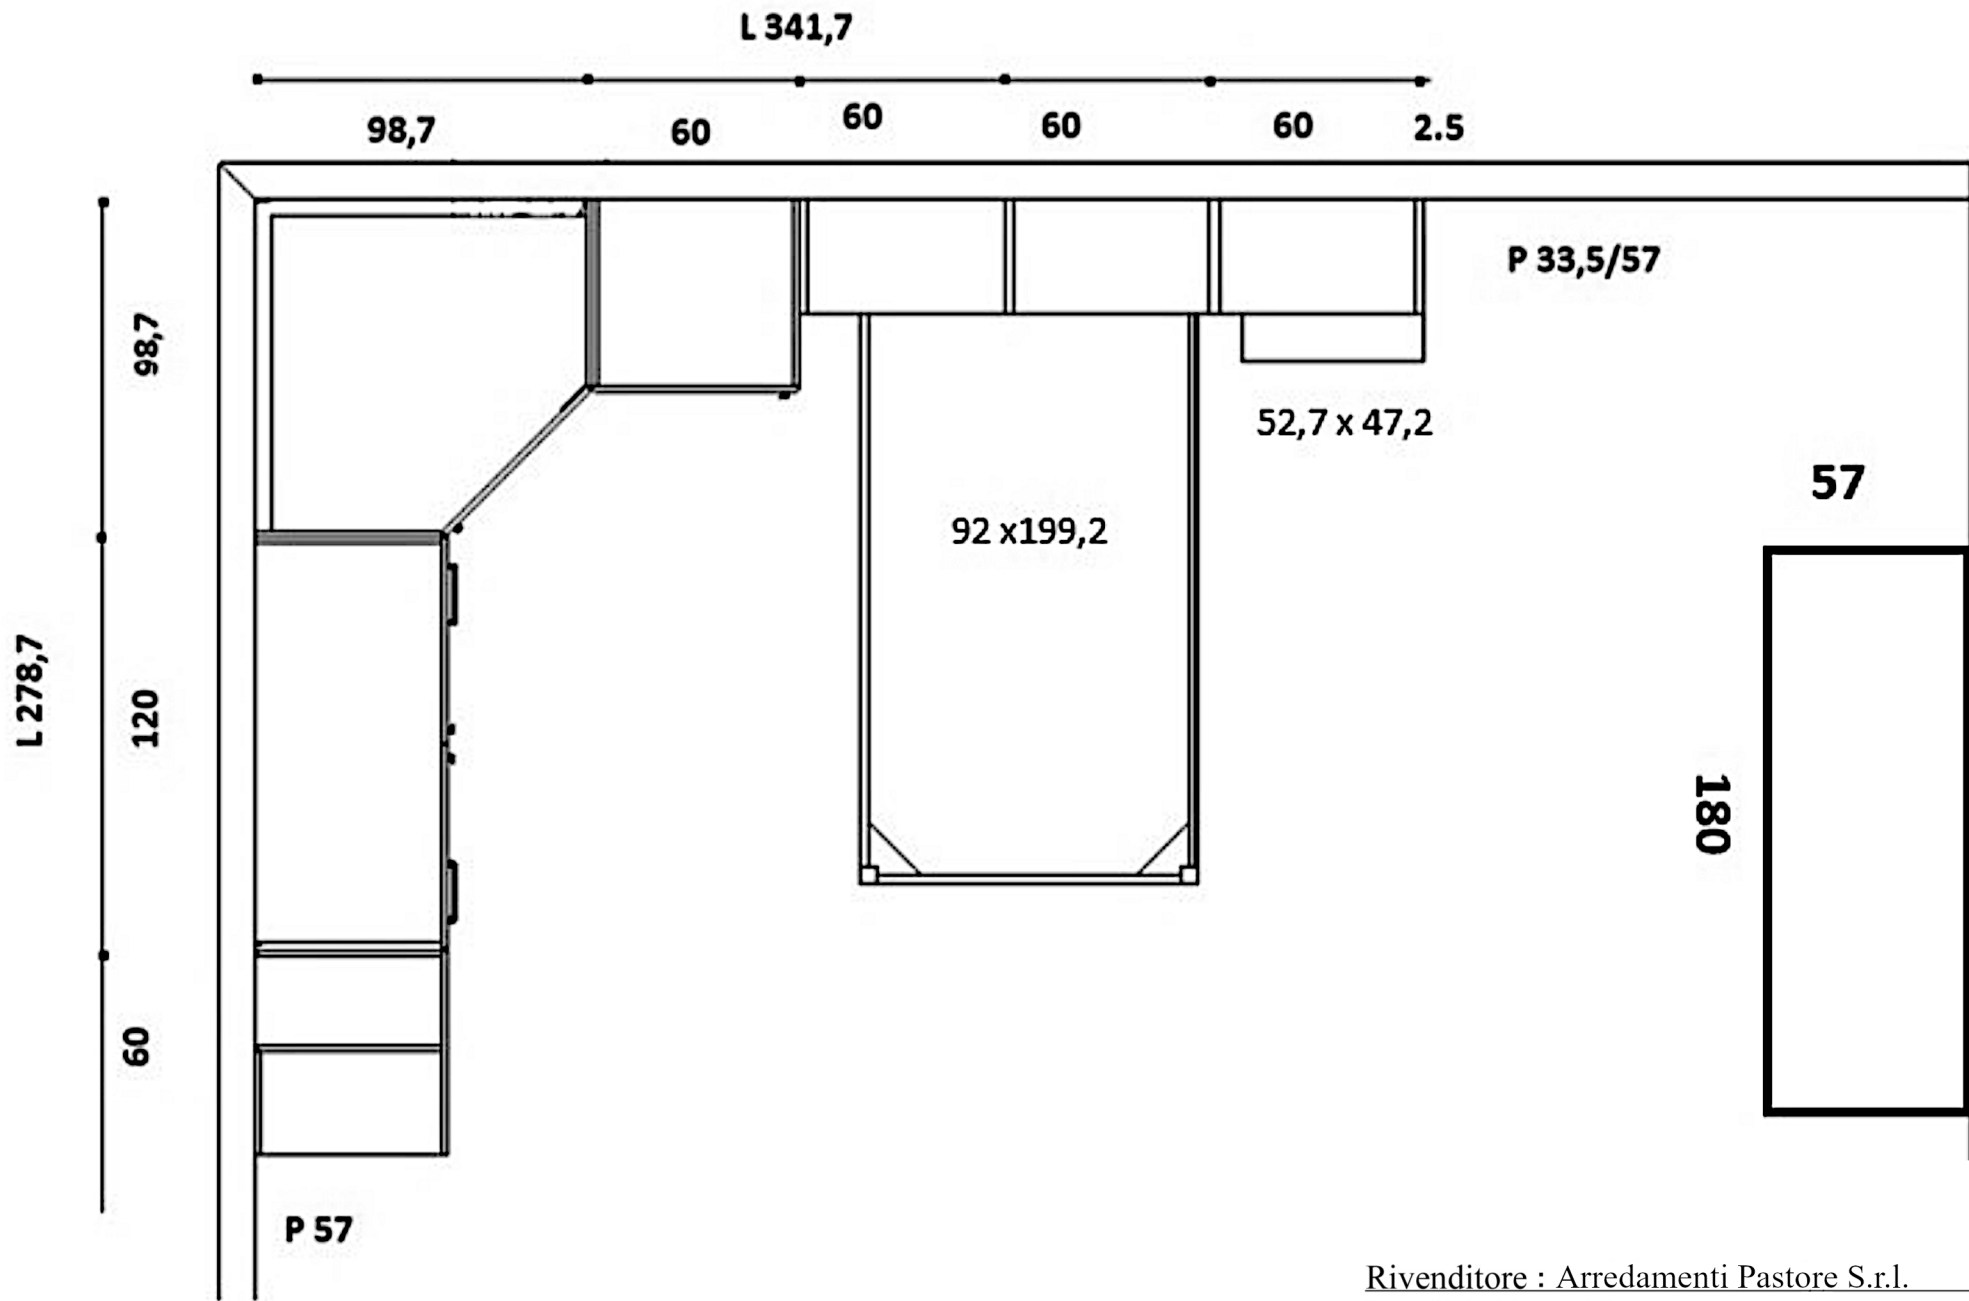 L 341,7
98,7
60
60
60
60
2.5
P 33,5/57
98,7
52,7 x 47,2
57
92 x199,2
L 278,7
120
180
60
P 57
Rivenditore : Arredamenti Pastore S.r.l.